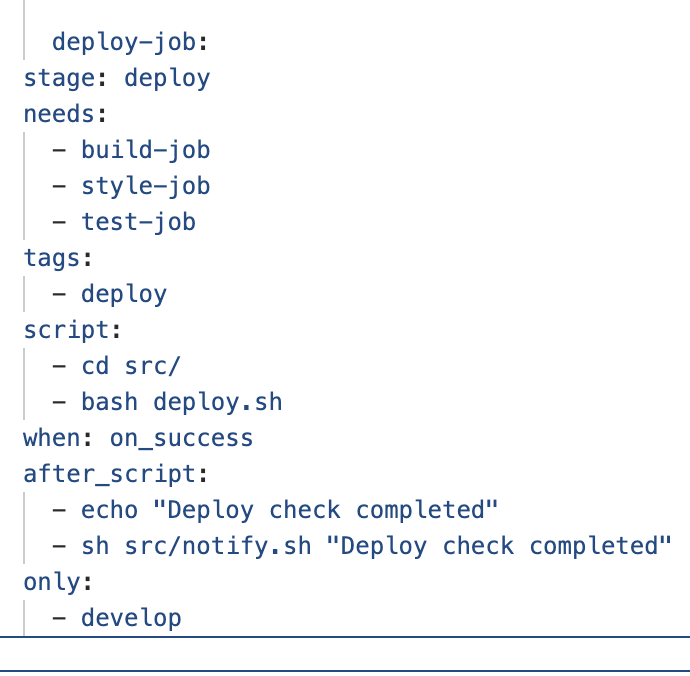 deploy-job:
stage: deploy
needs:
  - build-job
  - style-job
  - test-job
tags:
  - deploy
script:
  - cd src/
  - bash deploy.sh
when: on_success
after_script:
  - echo "Deploy check completed"
  - sh src/notify.sh "Deploy check completed"
only:
  - develop